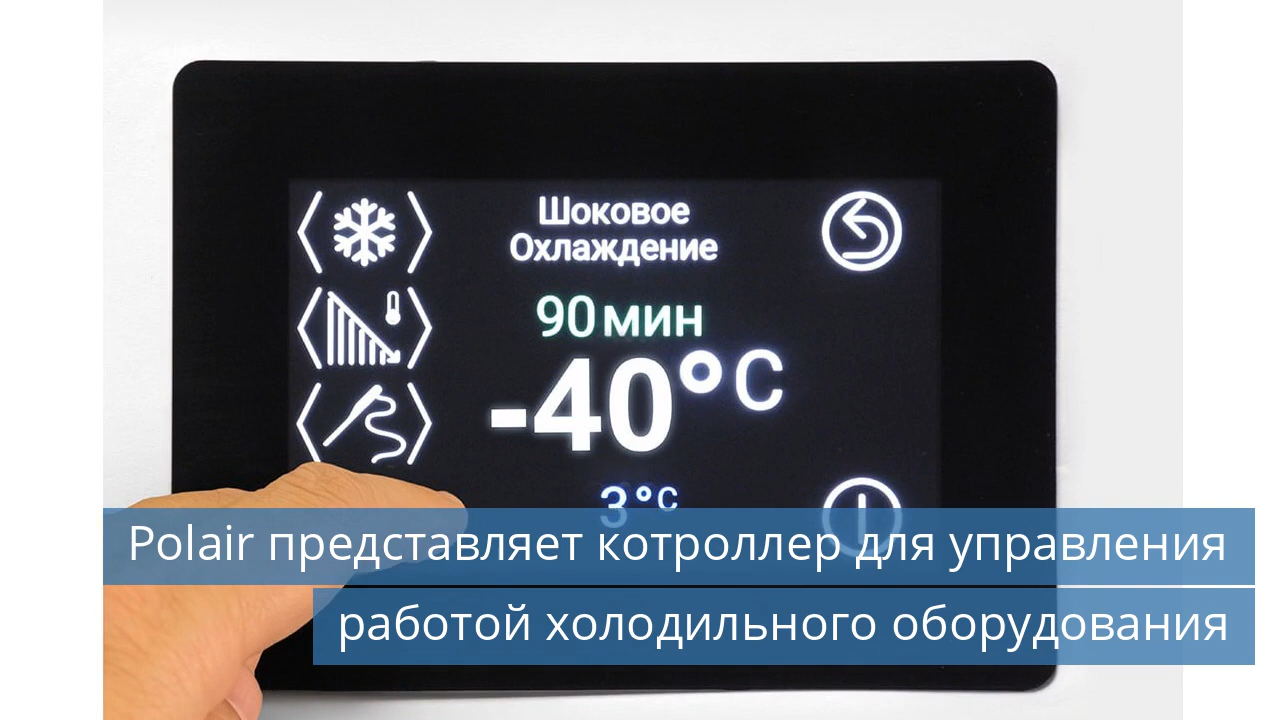 Шоковое
Охлаждение
90 мин
-40°C
3°C
Polair представляет котроллер для управления
работой холодильного оборудования